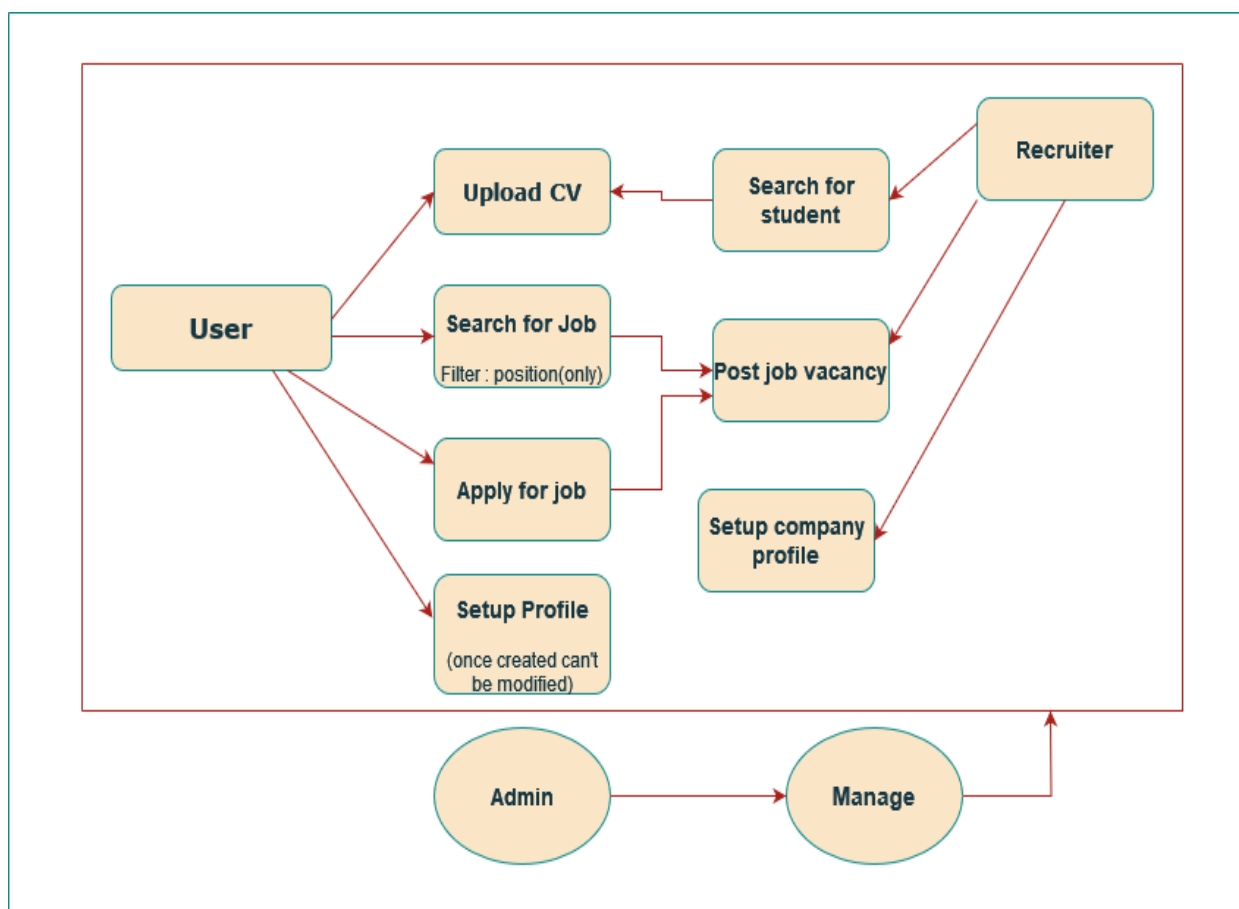 Recruiter
Upload CV
Search for
student
User
Search for Job
Filter : position(only)
Post job vacancy
Apply for job
Setup company
profile
Setup Profile
(once created can't
be modified)
Admin
Manage